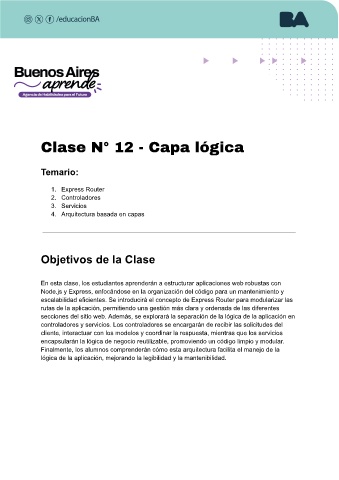 /educacionBA
BA
Buenos Aires
aprende
Agencia de Habilidades para el Futuro
Clase N° 12 - Capa lógica
Temario:
1. Express Router
2. Controladores
3. Servicios
4. Arquitectura basada en capas
Objetivos de la Clase
En esta clase, los estudiantes aprenderán a estructurar aplicaciones web robustas con
Node.js y Express, enfocándose en la organización del código para un mantenimiento y
escalabilidad eficientes. Se introducirá el concepto de Express Router para modularizar las
rutas de la aplicación, permitiendo una gestión más clara y ordenada de las diferentes
secciones del sitio web. Además, se explorará la separación de la lógica de la aplicación en
controladores y servicios. Los controladores se encargarán de recibir las solicitudes del
cliente, interactuar con los modelos y coordinar la respuesta, mientras que los servicios
encapsularán la lógica de negocio reutilizable, promoviendo un código limpio y modular.
Finalmente, los alumnos comprenderán cómo esta arquitectura facilita el manejo de la
lógica de la aplicación, mejorando la legibilidad y la mantenibilidad.